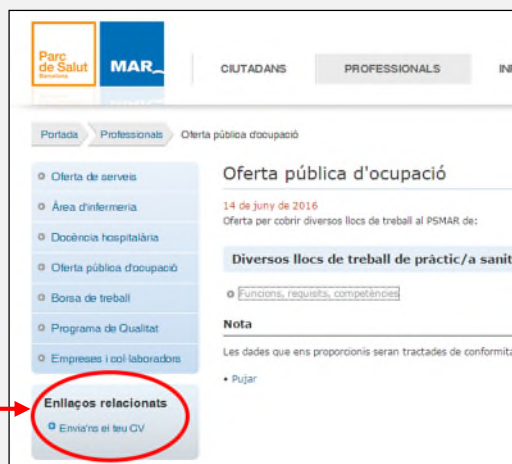 Parc
de Salut
Barcelona
MAR
CIUTADANS
PROFESSIONALS
Portada
Professionals
Oferta pública d'ocupació
Oferta de serveis
Àrea d'infermeria
Docència hospitalària
Oferta pública d'ocupació
Borsa de treball
Programa de Qualitat
Empreses i col·laboradors
Enllaços relacionats
Envia'ns el teu CV
Oferta pública d'ocupació
14 de juny de 2016
Oferta per cobrir diversos llocs de treball al PSMAR de:
Diversos llocs de treball de pràctic/a sanit
Funcions, requisits, competències
Nota
Les dades que ens proporcionis seran tractades de conformita
• Pujar